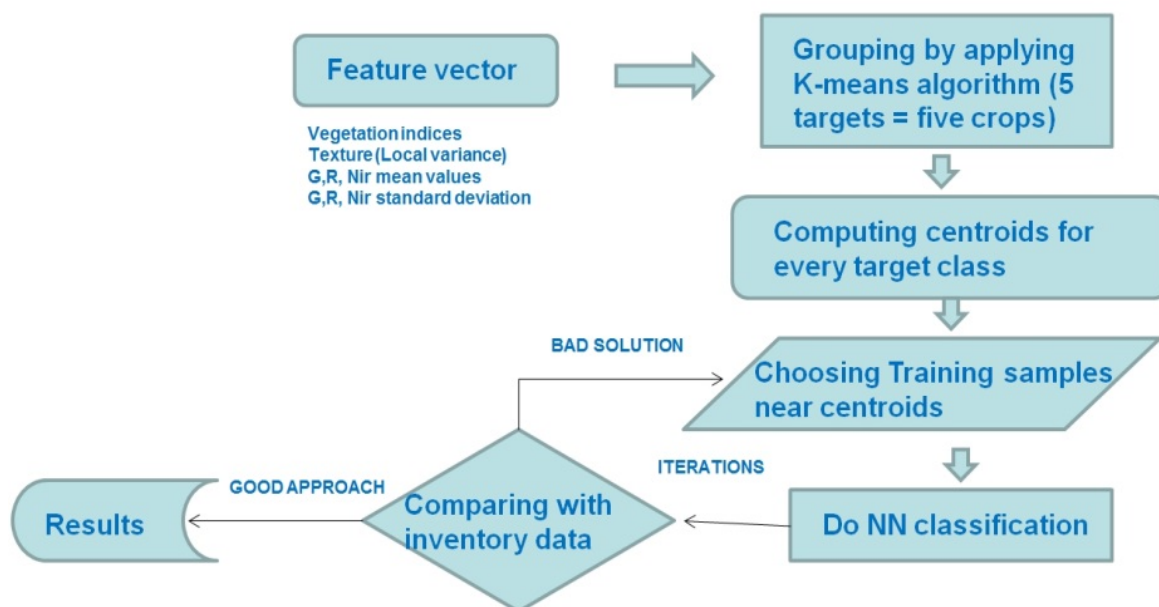 Feature vector
Vegetation indices
Texture (Local variance)
G,R, Nir mean values
G,R, Nir standard deviation
Grouping by applying
K-means algorithm (5
targets = five crops)
Computing centroids for
every target class
BAD SOLUTION
Choosing Training samples
near centroids
ITERATIONS
Do NN classification
Comparing with
inventory data
GOOD APPROACH
Results